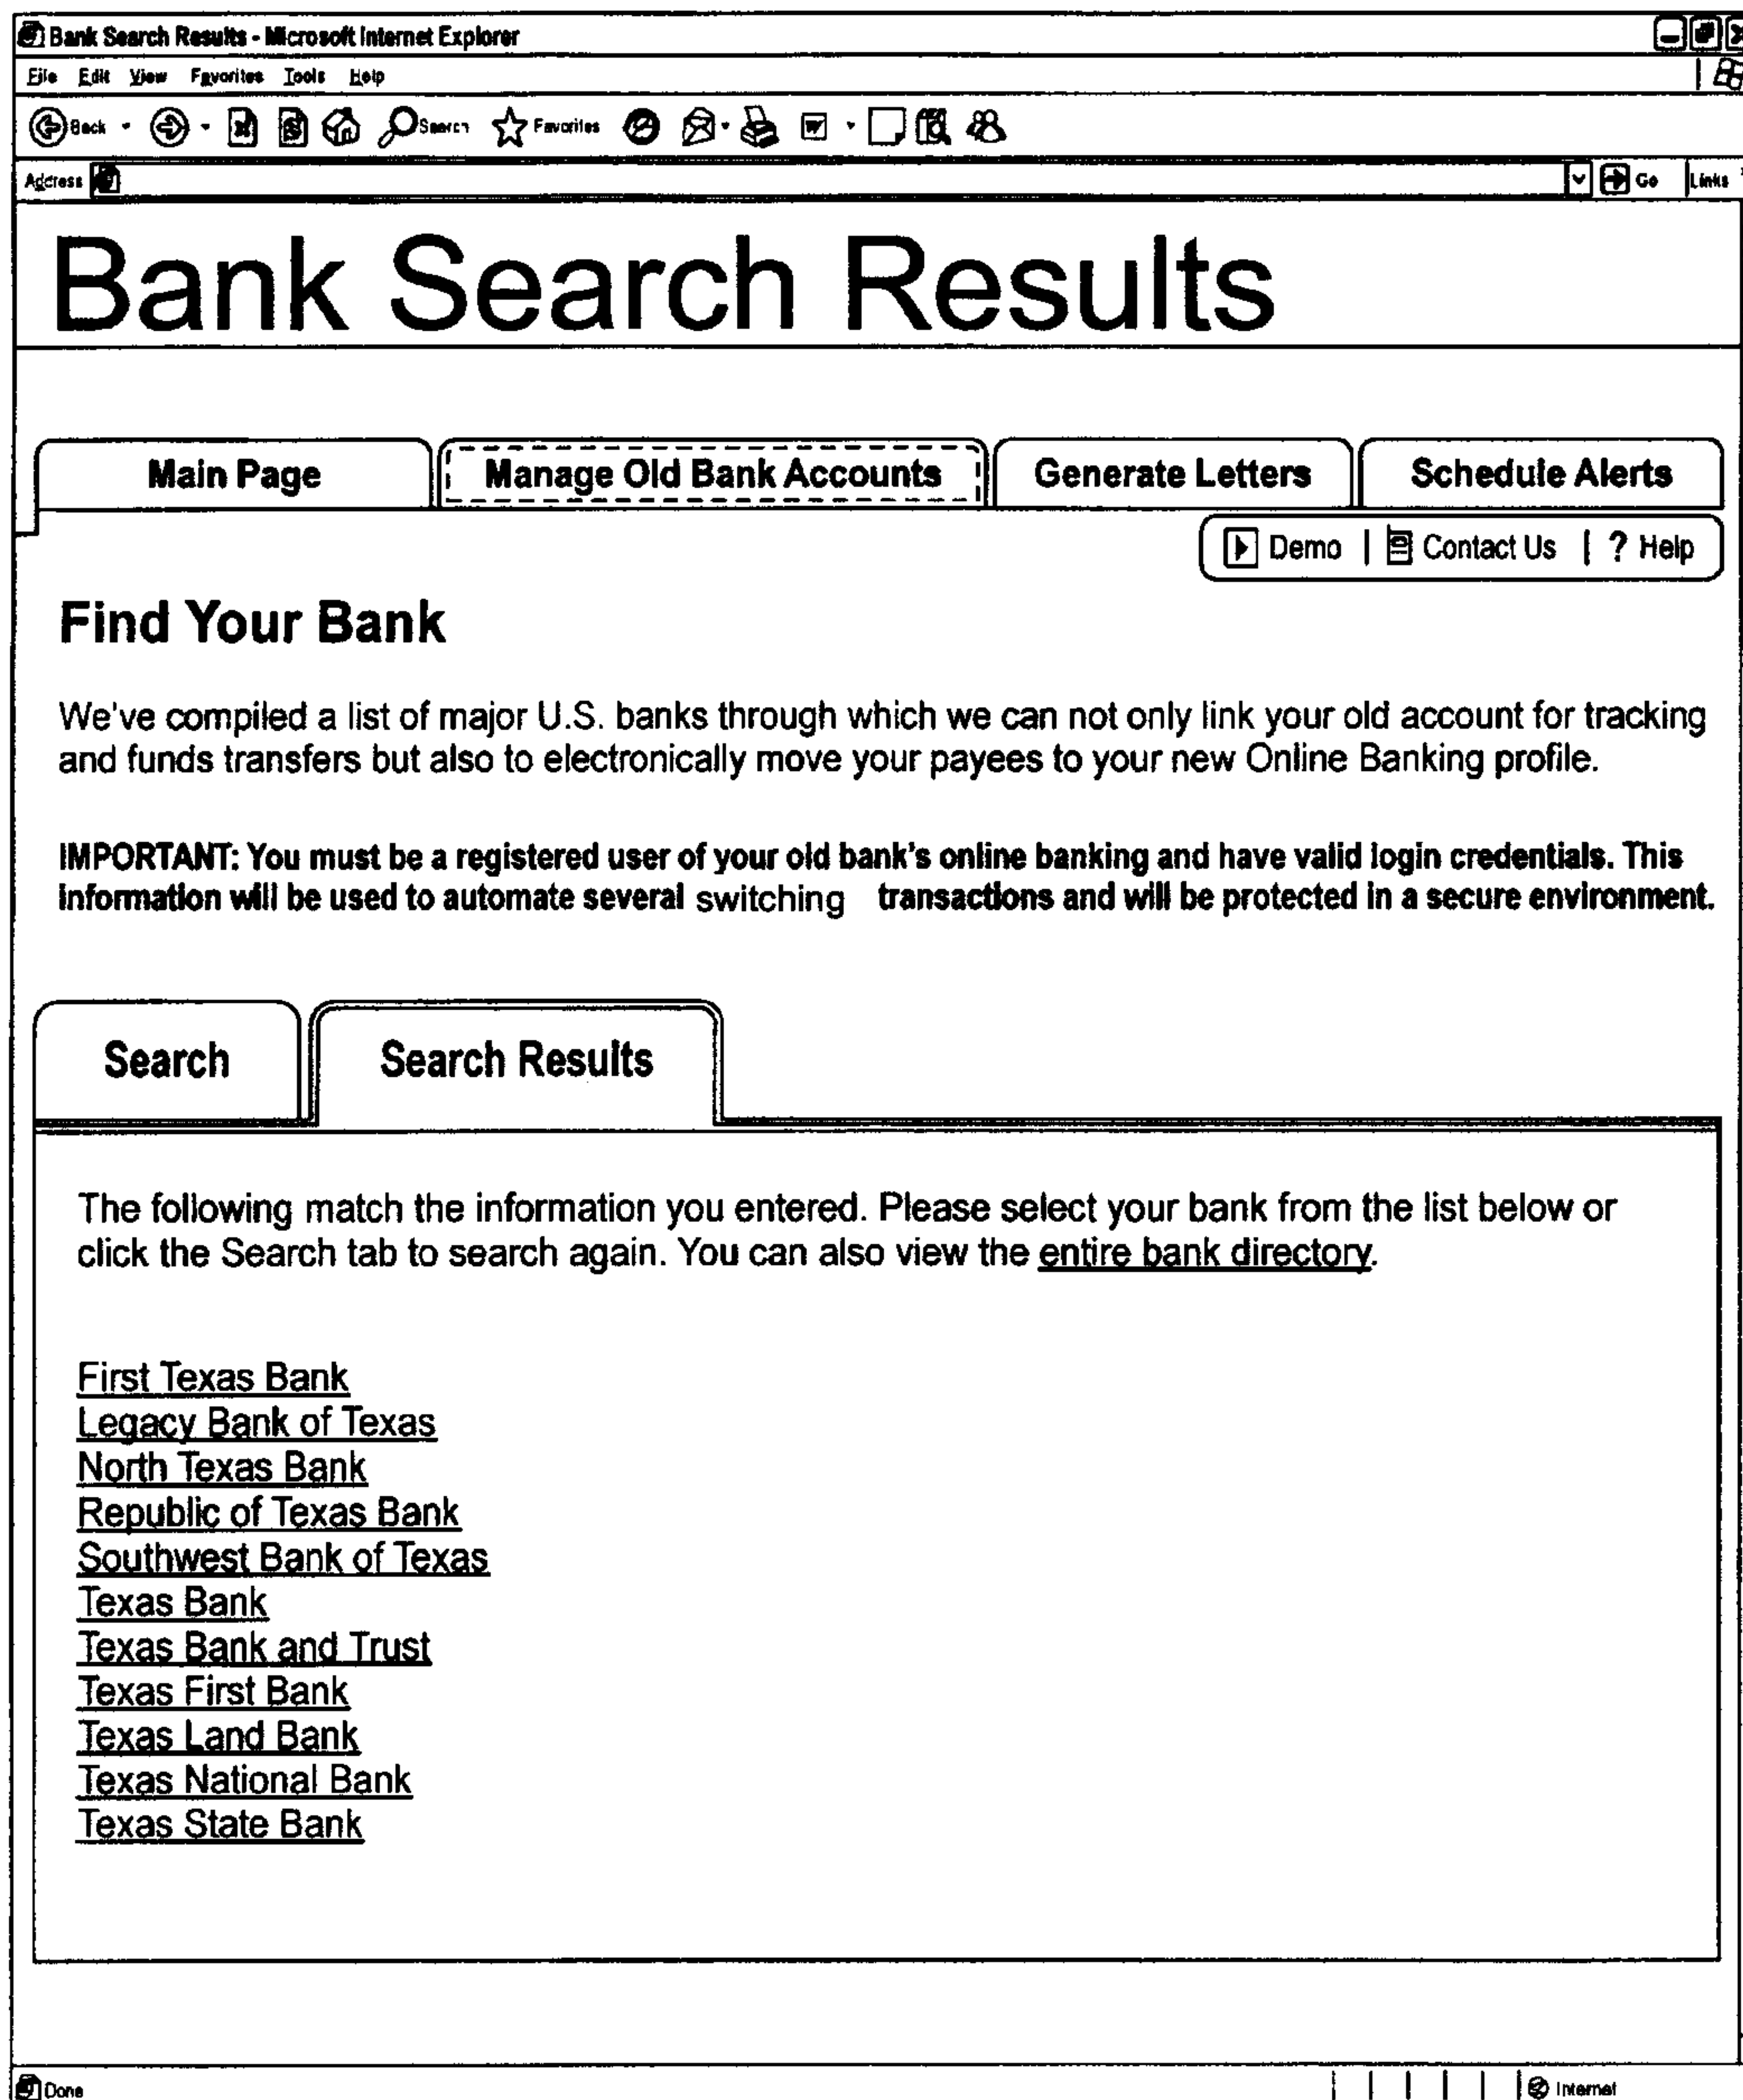 Bank Search Results - Microsoft Internet Explorer
File Edit View Favorites Tools Help
Back Search Favorites
Address Go Links
Bank Search Results
Main Page Manage Old Bank Accounts Generate Letters Schedule Alerts
Demo | Contact Us | ? Help
Find Your Bank
We've compiled a list of major U.S. banks through which we can not only link your old account for tracking
and funds transfers but also to electronically move your payees to your new Online Banking profile.
IMPORTANT: You must be a registered user of your old bank's online banking and have valid login credentials. This
information will be used to automate several switching transactions and will be protected in a secure environment.
Search Search Results
The following match the information you entered. Please select your bank from the list below or
click the Search tab to search again. You can also view the entire bank directory.
First Texas Bank
Legacy Bank of Texas
North Texas Bank
Republic of Texas Bank
Southwest Bank of Texas
Texas Bank
Texas Bank and Trust
Texas First Bank
Texas Land Bank
Texas National Bank
Texas State Bank
Done Internet